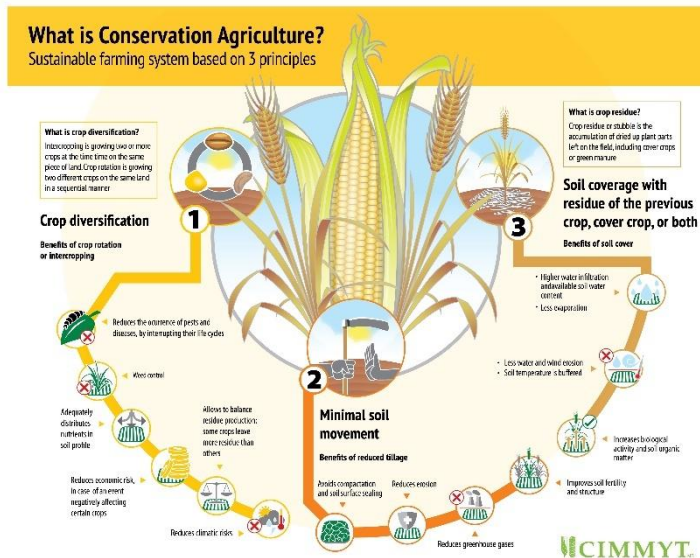 What is Conservation Agriculture?
Sustainable farming system based on 3 principles
What is crop diversification?
Intercropping is growing two or more
crops at the time time on the same
piece of land. Crop rotation is growing
two different crops on the same land
in a sequential manner
1
Crop diversification
Benefits of crop rotation
or intercropping
Reduces the ocurrence of pests and
diseases, by interrupting their life cycles
Weed control
Adequately
distributes
nutrients in
soil profile
Reduces economic risk,
in case of an event
negatively affecting
certain crops
Allows to balance
residue production:
some crops leave
more residue than
others
Reduces climatic risks
2
Minimal soil
movement
Benefits of reduced tillage
Avoids compactation
and soil surface sealing
Reduces erosion
Reduces greenhouse gases
Improves soil fertility
and structure
What is crop residue?
Crop residue or stubble is the
accumulation of dried up plant parts
left on the field, including cover crops
or green manure
3
Soil coverage with
residue of the previous
crop, cover crop, or both
Benefits of soil cover
• Higher water infiltration
andavailable soil water
content
• Less evaporation
• Less water and wind erosion
• Soil temperature is buffered
Increases biological
activity and soil organic
matter
CIMMYT